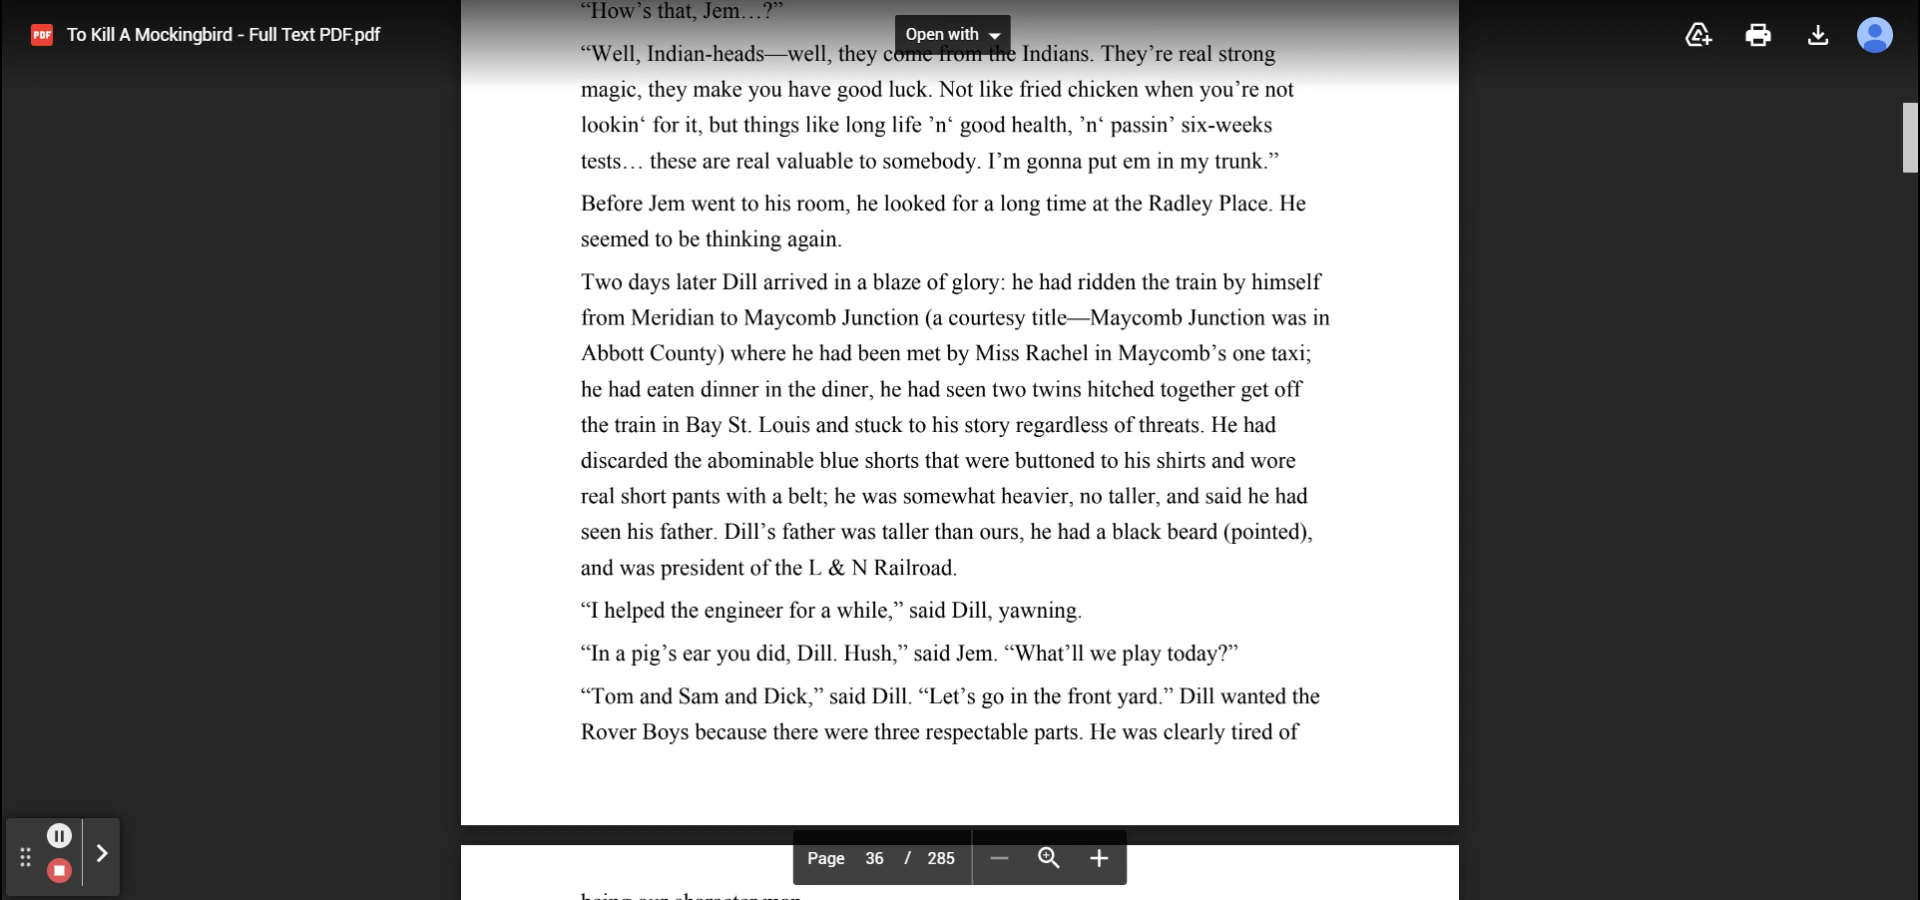 PDF To Kill A Mockingbird - Full Text PDF.pdf
Open with
“How’s that, Jem…?”
“Well, Indian-heads—well, they come from the Indians. They’re real strong
magic, they make you have good luck. Not like fried chicken when you’re not
lookin‘ for it, but things like long life ’n‘ good health, ’n‘ passin’ six-weeks
tests… these are real valuable to somebody. I’m gonna put em in my trunk.”
Before Jem went to his room, he looked for a long time at the Radley Place. He
seemed to be thinking again.
Two days later Dill arrived in a blaze of glory: he had ridden the train by himself
from Meridian to Maycomb Junction (a courtesy title—Maycomb Junction was in
Abbott County) where he had been met by Miss Rachel in Maycomb’s one taxi;
he had eaten dinner in the diner, he had seen two twins hitched together get off
the train in Bay St. Louis and stuck to his story regardless of threats. He had
discarded the abominable blue shorts that were buttoned to his shirts and wore
real short pants with a belt; he was somewhat heavier, no taller, and said he had
seen his father. Dill’s father was taller than ours, he had a black beard (pointed),
and was president of the L & N Railroad.
“I helped the engineer for a while,” said Dill, yawning.
“In a pig’s ear you did, Dill. Hush,” said Jem. “What’ll we play today?”
“Tom and Sam and Dick,” said Dill. “Let’s go in the front yard.” Dill wanted the
Rover Boys because there were three respectable parts. He was clearly tired of
Page 36 / 285
being our character man